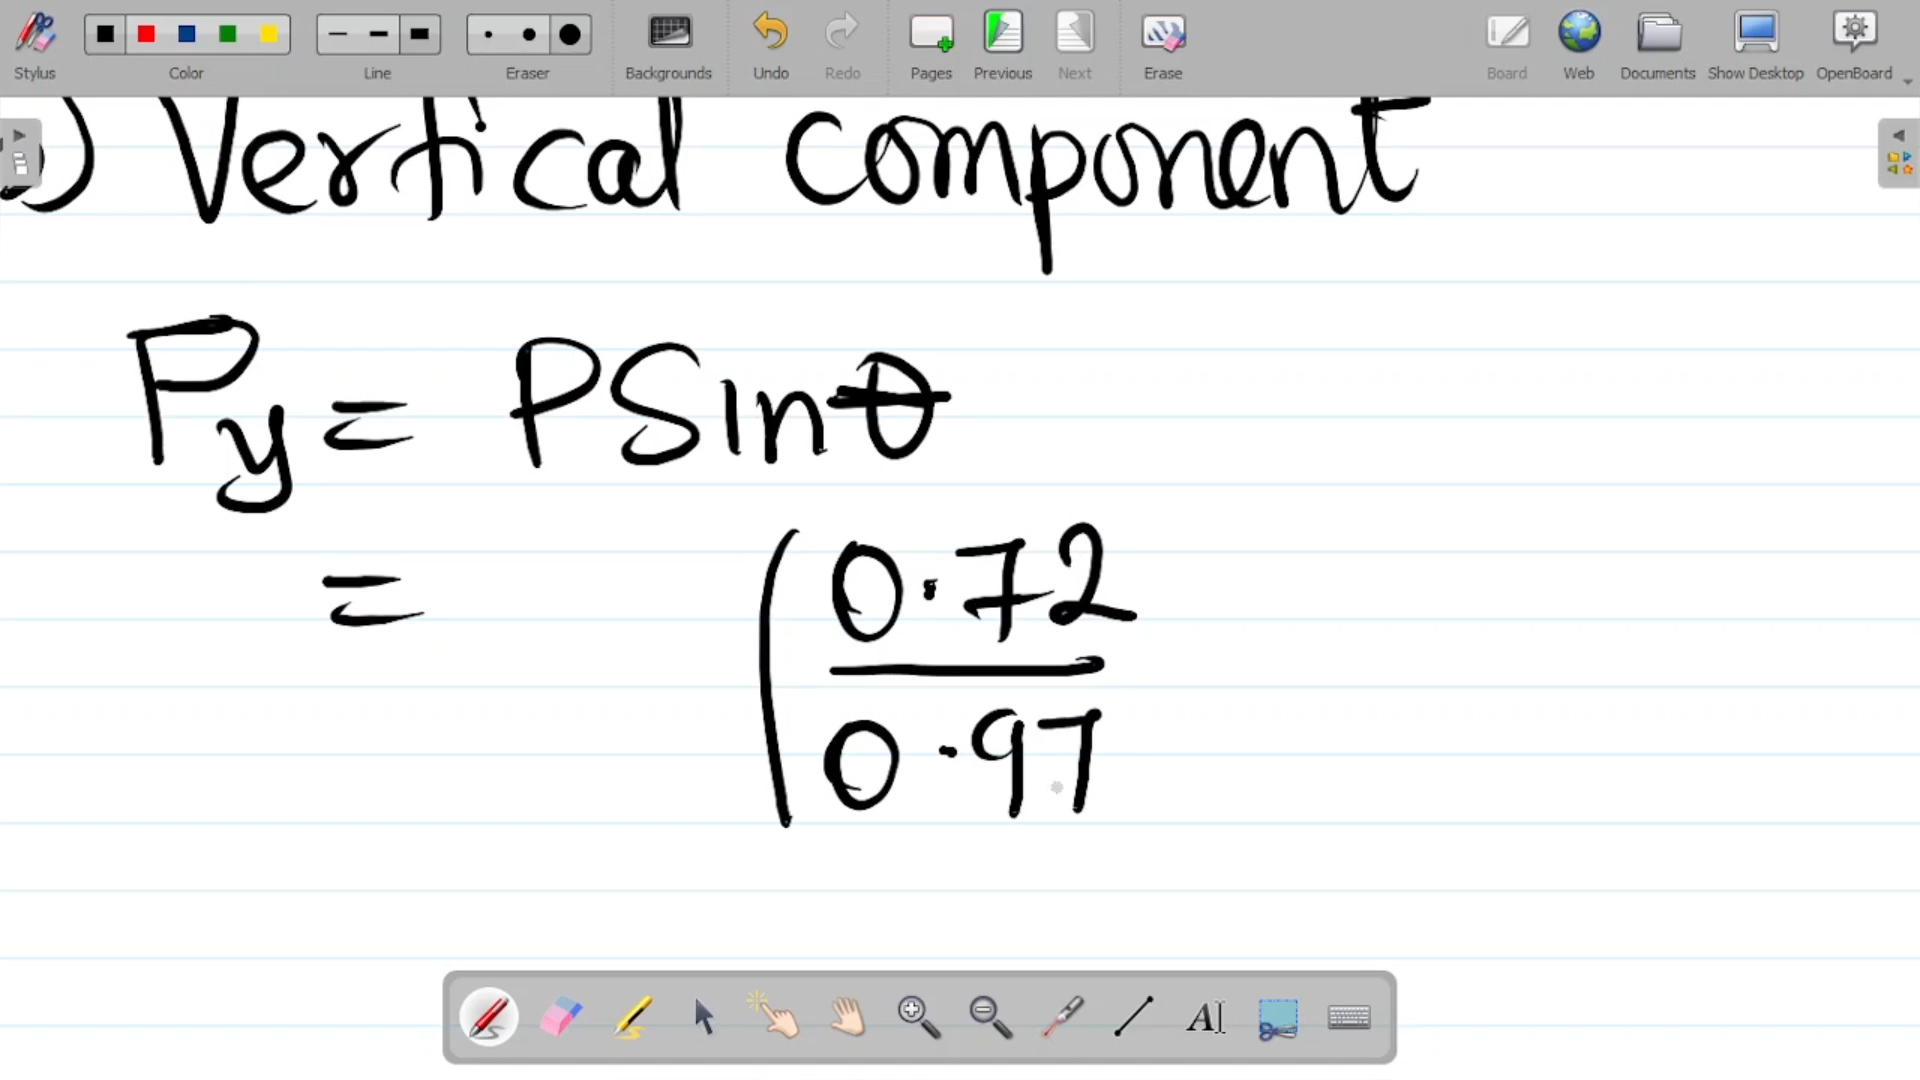 Stylus Color Line Eraser Backgrounds Undo Redo Pages Previous Next Erase Board Web Documents Show Desktop OpenBoard
) Vertical component
Py = PSinθ
= (0.72
0.97